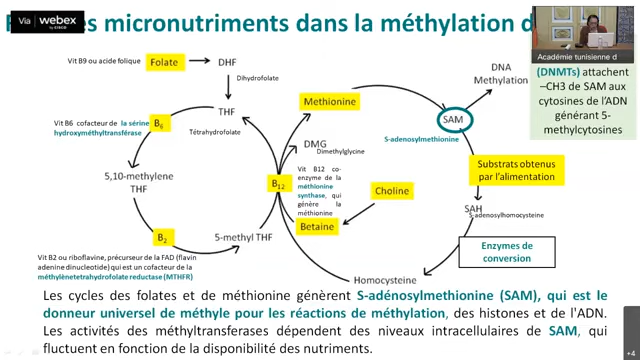 Via webex
BY CISCO
es micronutriments dans la méthylation d
Académie tunisienne d
Vit B9 ou acide folique
Folate
DHF
Dihydrofolate
DNA
Methylation
(DNMTs) attachent
–CH3 de SAM aux
cytosines de l'ADN
générant 5-
méthylcytosines
Methionine
THF
Tétrahydrofolate
SAM
S-adenosylmethionine
Vit B6 cofacteur de la sérine
hydroxyméthyltransférase
B6
DMG
Dimethylglycine
Substrats obtenus
par l'alimentation
5,10-methylene
THF
B12
Vit B12 co-
enzyme de la
méthionine
synthase, qui
génère la
méthionine
Choline
SAH
S-adenosylhomocysteine
Betaine
B2
5-methyl THF
Enzymes de
conversion
Vit B2 ou riboflavine, précurseur de la FAD (flavin
adenine dinucleotide) qui est un cofacteur de la
méthylènetetrahydrofolate reductase (MTHFR)
Homocysteine
Les cycles des folates et de méthionine génèrent S-adénosylmethionine (SAM), qui est le
donneur universel de méthyle pour les réactions de méthylation, des histones et de l'ADN.
Les activités des méthyltransferases dépendent des niveaux intracellulaires de SAM, qui
fluctuent en fonction de la disponibilité des nutriments.
+4